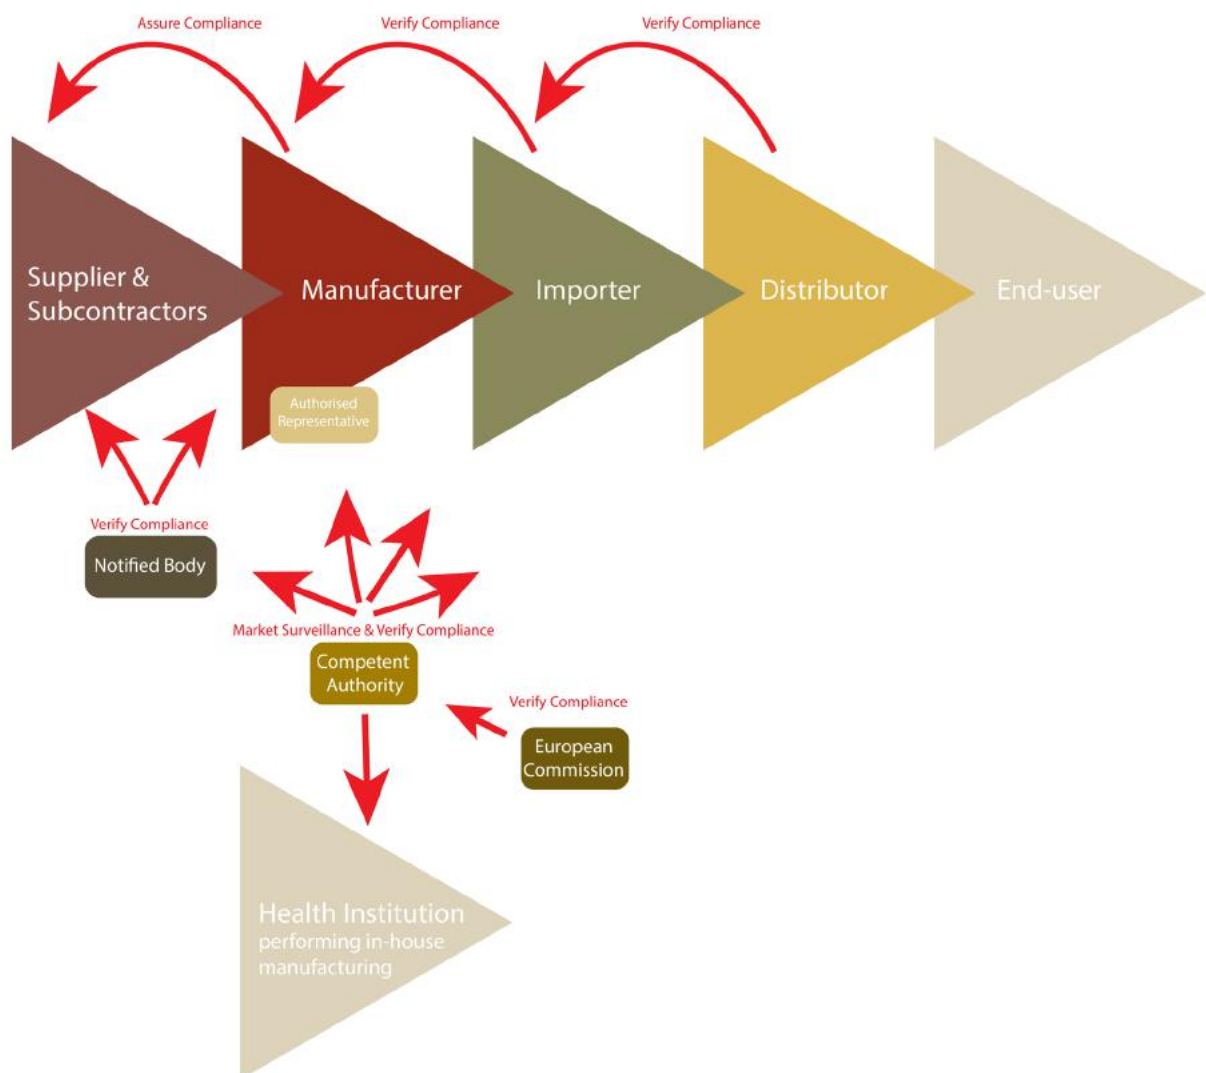 Assure Compliance
Verify Compliance
Verify Compliance
Supplier &
Subcontractors
Manufacturer
Importer
Distributor
End-user
Authorised
Representative
Verify Compliance
Notified Body
Market Surveillance & Verify Compliance
Competent
Authority
Verify Compliance
European
Commission
Health Institution
performing in-house
manufacturing